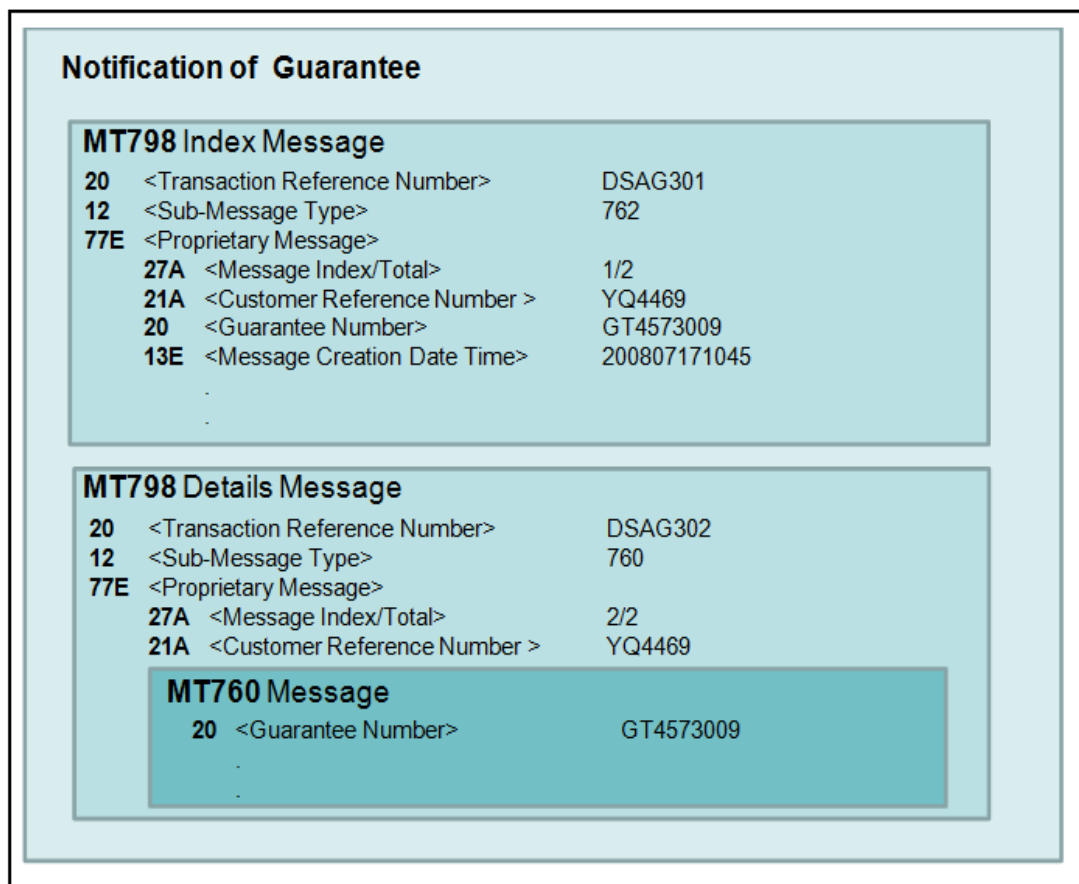 Notification of Guarantee
MT798 Index Message
20 <Transaction Reference Number> DSAG301
12 <Sub-Message Type> 762
77E <Proprietary Message>
27A <Message Index/Total> 1/2
21A <Customer Reference Number > YQ4469
20 <Guarantee Number> GT4573009
13E <Message Creation Date Time> 200807171045
.
.
MT798 Details Message
20 <Transaction Reference Number> DSAG302
12 <Sub-Message Type> 760
77E <Proprietary Message>
27A <Message Index/Total> 2/2
21A <Customer Reference Number > YQ4469
MT760 Message
20 <Guarantee Number> GT4573009
.
.